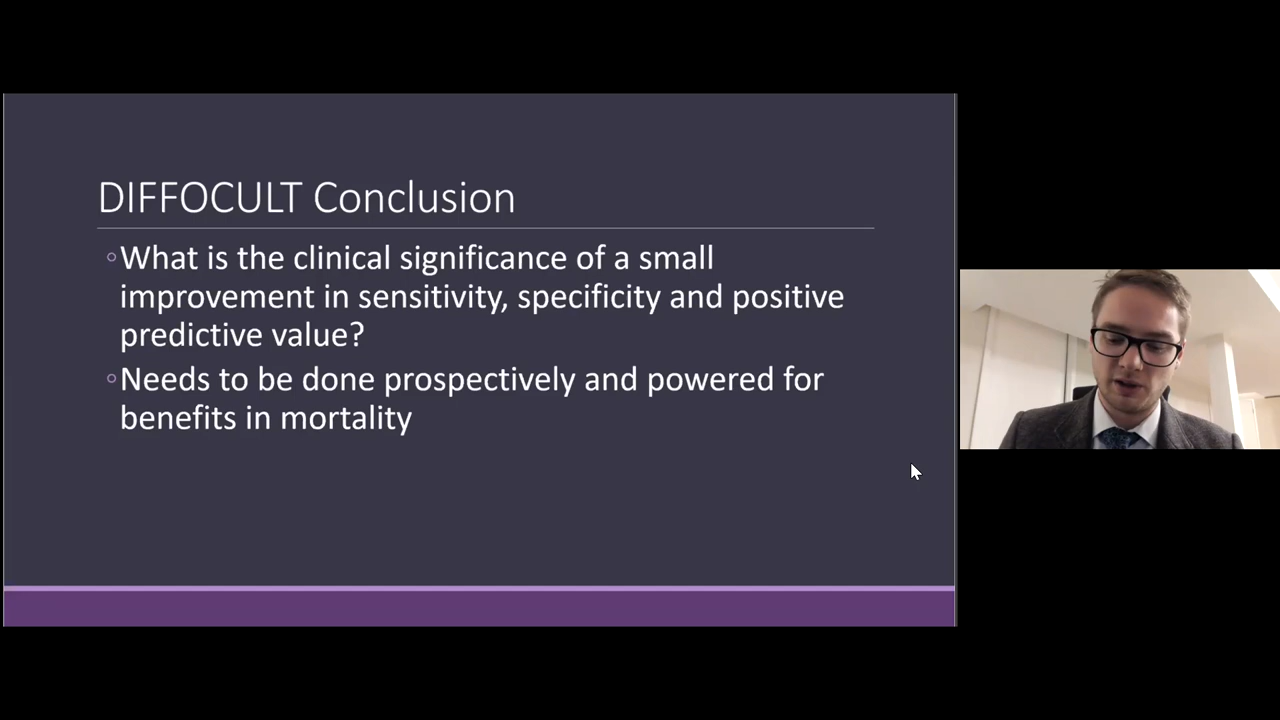 DIFFOCULT Conclusion
What is the clinical significance of a small
improvement in sensitivity, specificity and positive
predictive value?
Needs to be done prospectively and powered for
benefits in mortality